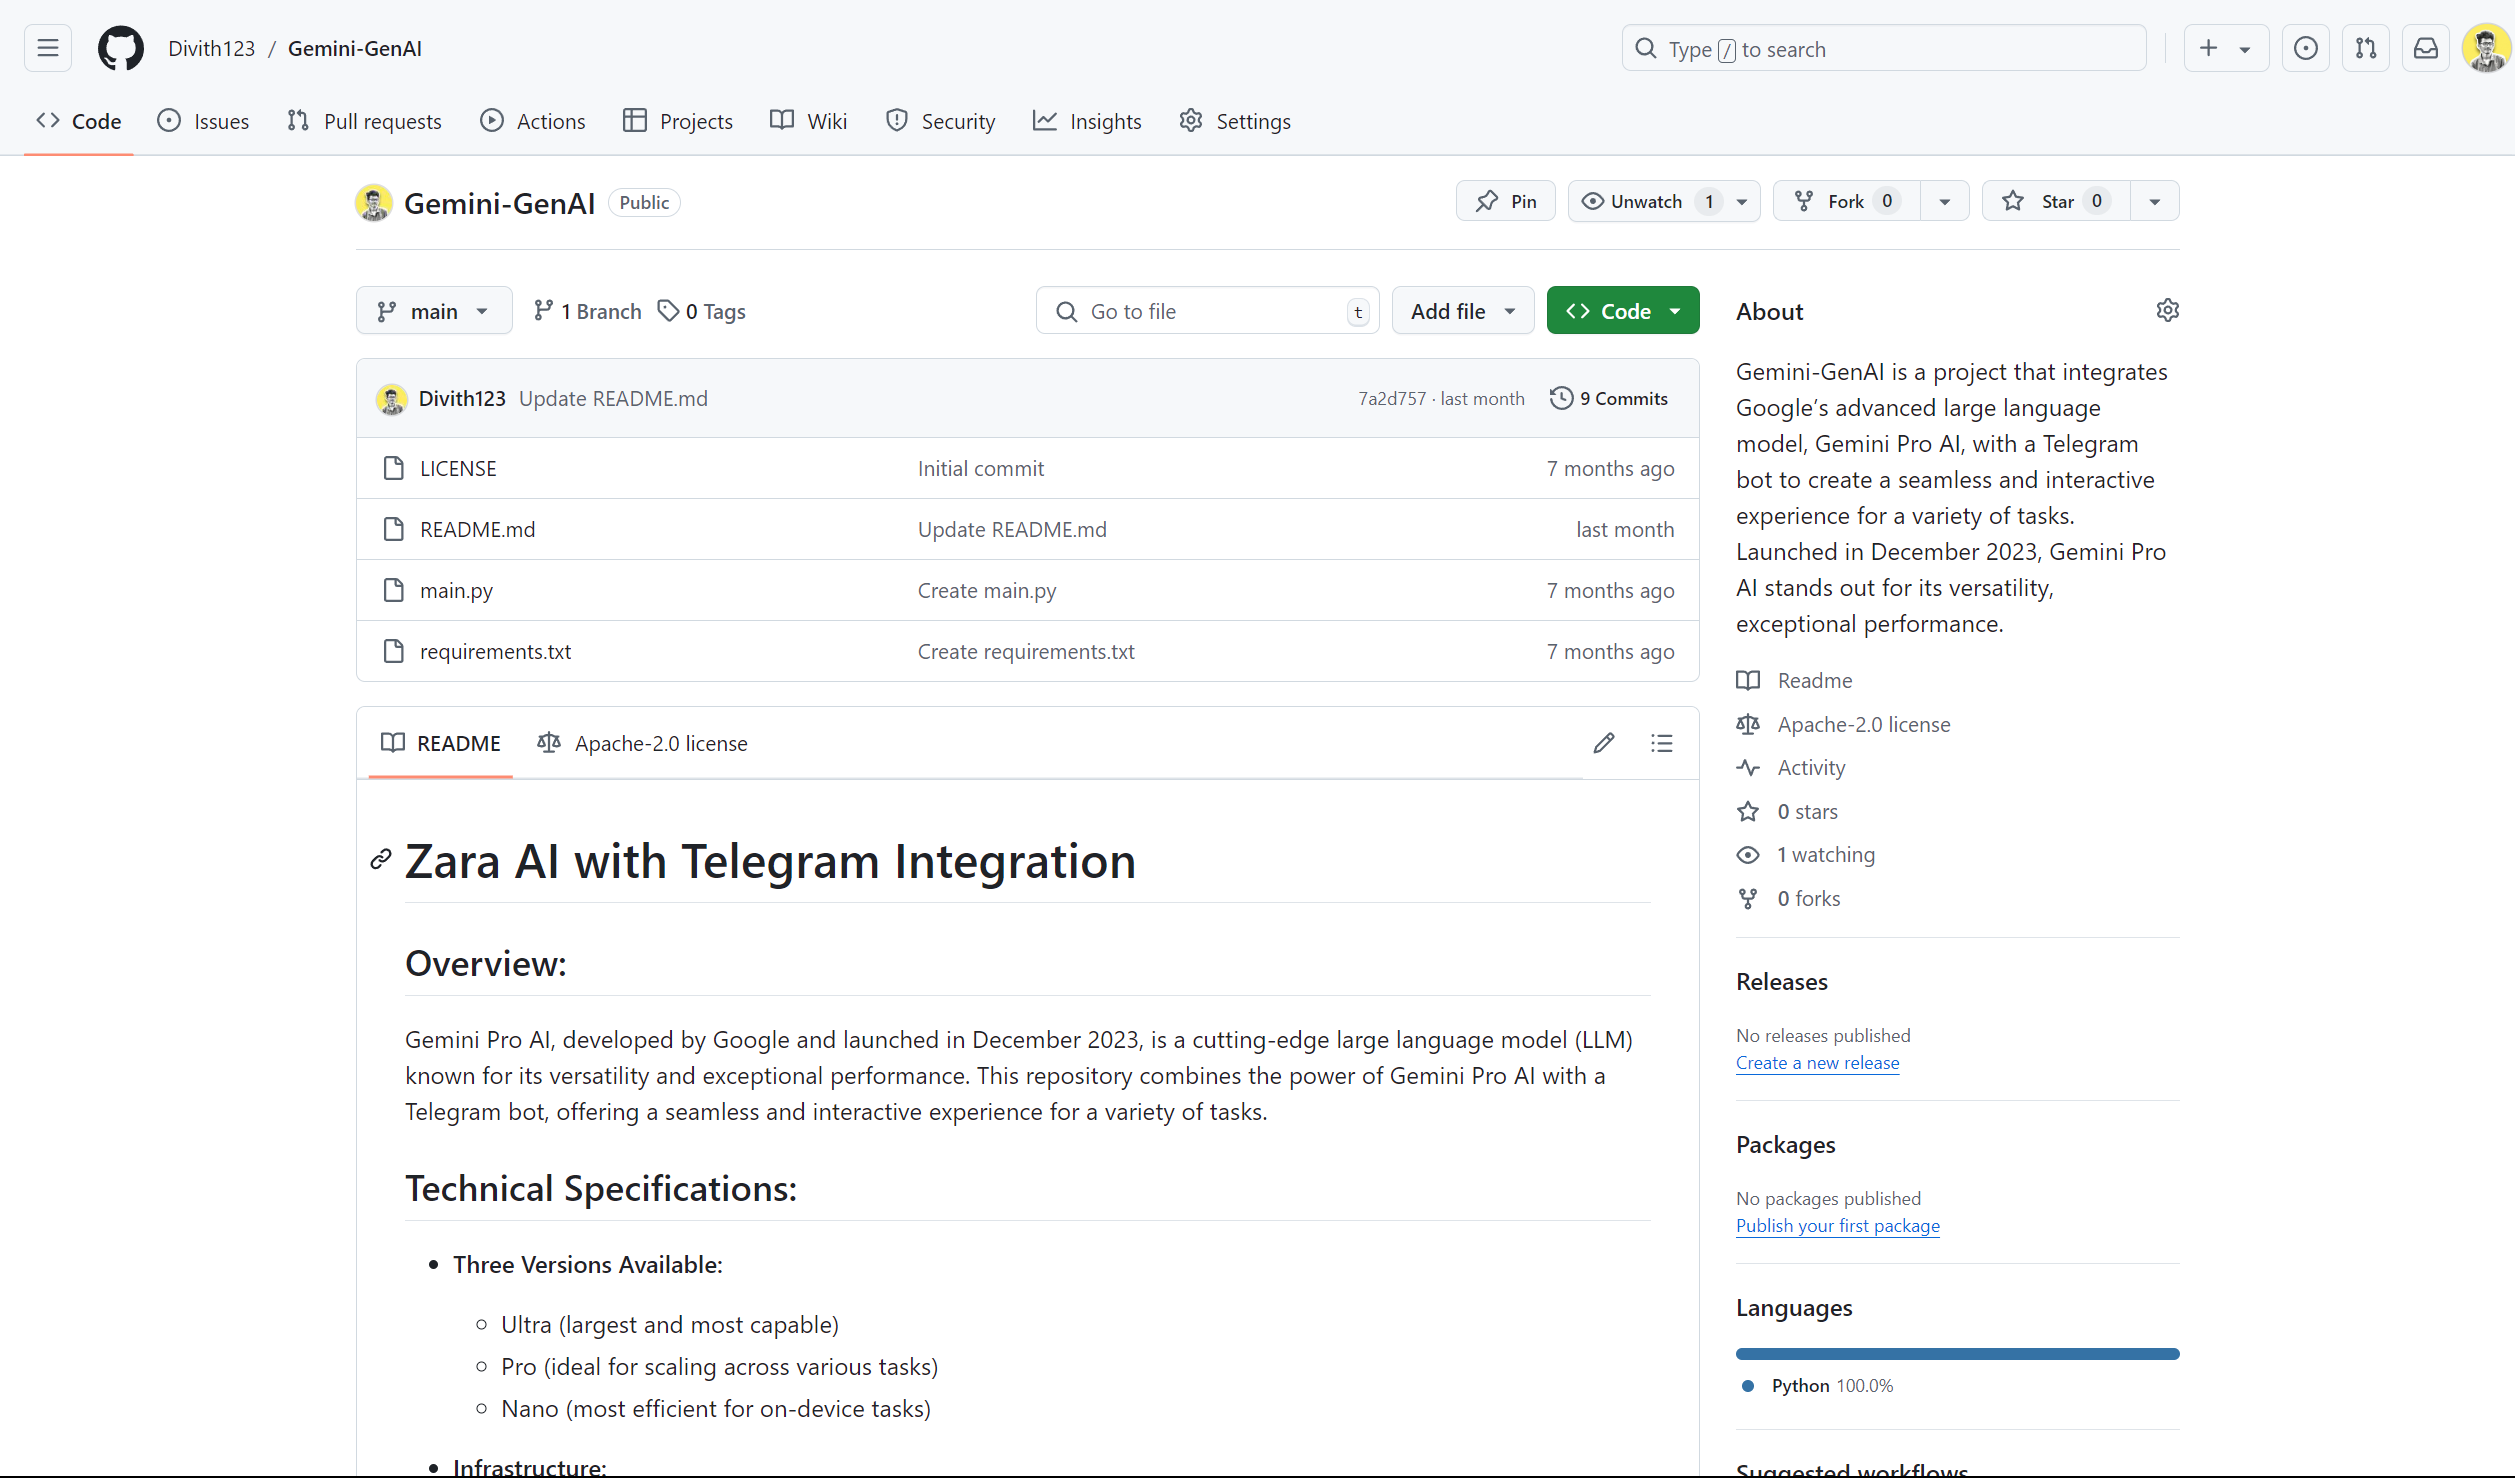 Divith123 / Gemini-GenAI
Type / to search
Code Issues Pull requests Actions Projects Wiki Security Insights Settings
Gemini-GenAI Public
Pin Unwatch 1 Fork 0 Star 0
main 1 Branch 0 Tags
Go to file t Add file Code
Divith123 Update README.md 7a2d757 · last month 9 Commits
LICENSE Initial commit 7 months ago
README.md Update README.md last month
main.py Create main.py 7 months ago
requirements.txt Create requirements.txt 7 months ago
README Apache-2.0 license
Zara AI with Telegram Integration
Overview:
Gemini Pro AI, developed by Google and launched in December 2023, is a cutting-edge large language model (LLM)
known for its versatility and exceptional performance. This repository combines the power of Gemini Pro AI with a
Telegram bot, offering a seamless and interactive experience for a variety of tasks.
Technical Specifications:
Three Versions Available:
Ultra (largest and most capable)
Pro (ideal for scaling across various tasks)
Nano (most efficient for on-device tasks)
Infrastructure:
About
Gemini-GenAI is a project that integrates
Google’s advanced large language
model, Gemini Pro AI, with a Telegram
bot to create a seamless and interactive
experience for a variety of tasks.
Launched in December 2023, Gemini Pro
AI stands out for its versatility,
exceptional performance.
Readme
Apache-2.0 license
Activity
0 stars
1 watching
0 forks
Releases
No releases published
Create a new release
Packages
No packages published
Publish your first package
Languages
Python 100.0%
Suggested workflows